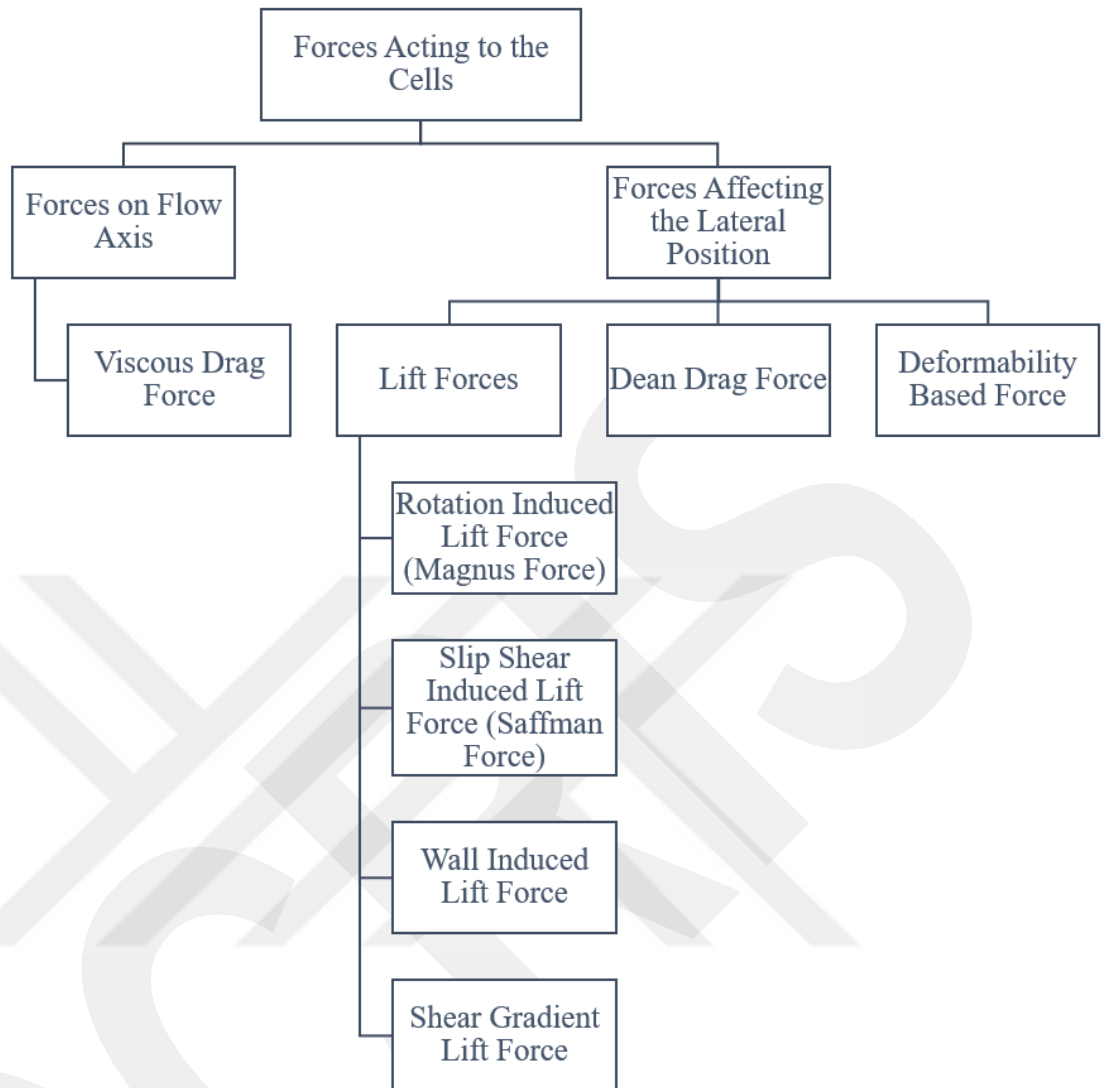 Forces Acting to the
Cells
Forces on Flow
Axis
Forces Affecting
the Lateral
Position
Viscous Drag
Force
Lift Forces
Dean Drag Force
Deformability
Based Force
Rotation Induced
Lift Force
(Magnus Force)
Slip Shear
Induced Lift
Force (Saffman
Force)
Wall Induced
Lift Force
Shear Gradient
Lift Force